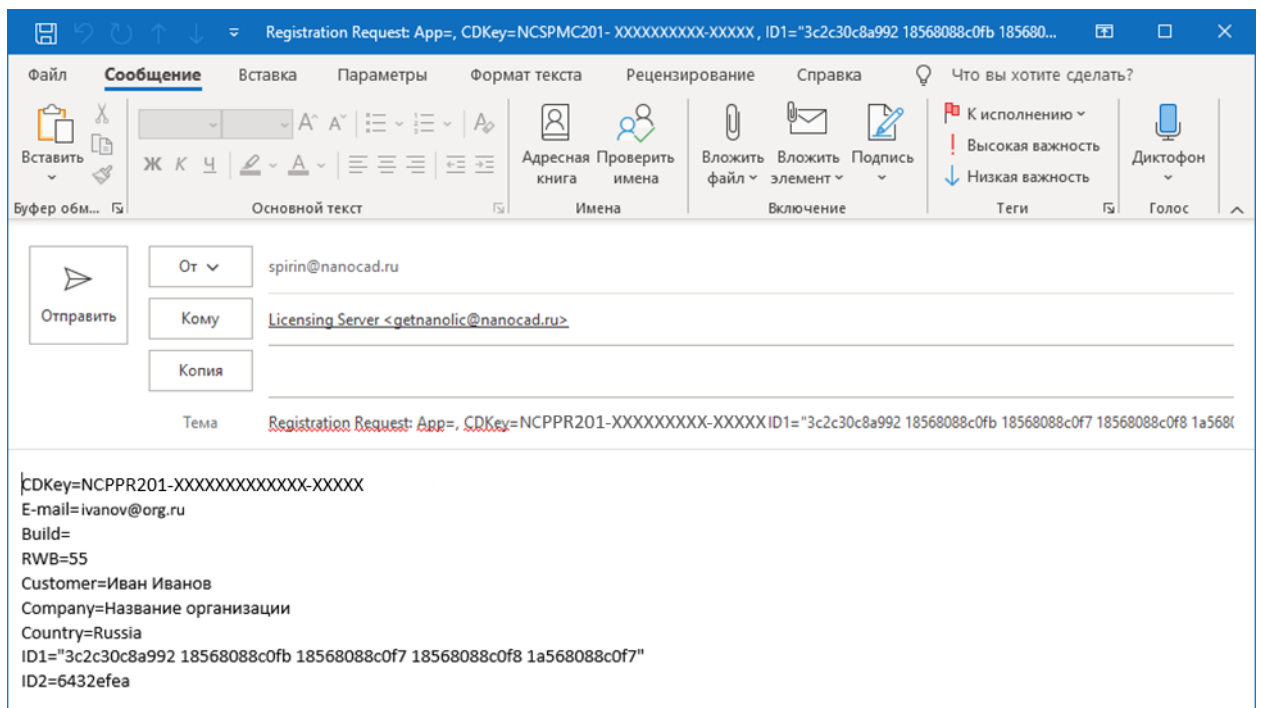 Registration Request: App=, CDKey=NCSPMC201- XXXXXXXXXX-XXXXX , ID1="3c2c30c8a992 18568088c0fb 185680...
Файл Сообщение Вставка Параметры Формат текста Рецензирование Справка Что вы хотите сделать?
Вставить
Ж К Ч
Адресная книга
Проверить имена
Вложить файл
Вложить элемент
Подпись
К исполнению
Высокая важность
Низкая важность
Диктофон
Буфер обм... Основной текст Имена Включение Теги Голос
Отправить
От spirin@nanocad.ru
Кому Licensing Server <getnanolic@nanocad.ru>
Копия
Тема Registration Request: App=, CDKey=NCPPR201-XXXXXXXXX-XXXXX ID1="3c2c30c8a992 18568088c0fb 18568088c0f7 18568088c0f8 1a568(
CDKey=NCPPR201-XXXXXXXXXXXXX-XXXXX
E-mail=ivanov@org.ru
Build=
RWB=55
Customer=Иван Иванов
Company=Название организации
Country=Russia
ID1="3c2c30c8a992 18568088c0fb 18568088c0f7 18568088c0f8 1a568088c0f7"
ID2=6432efea